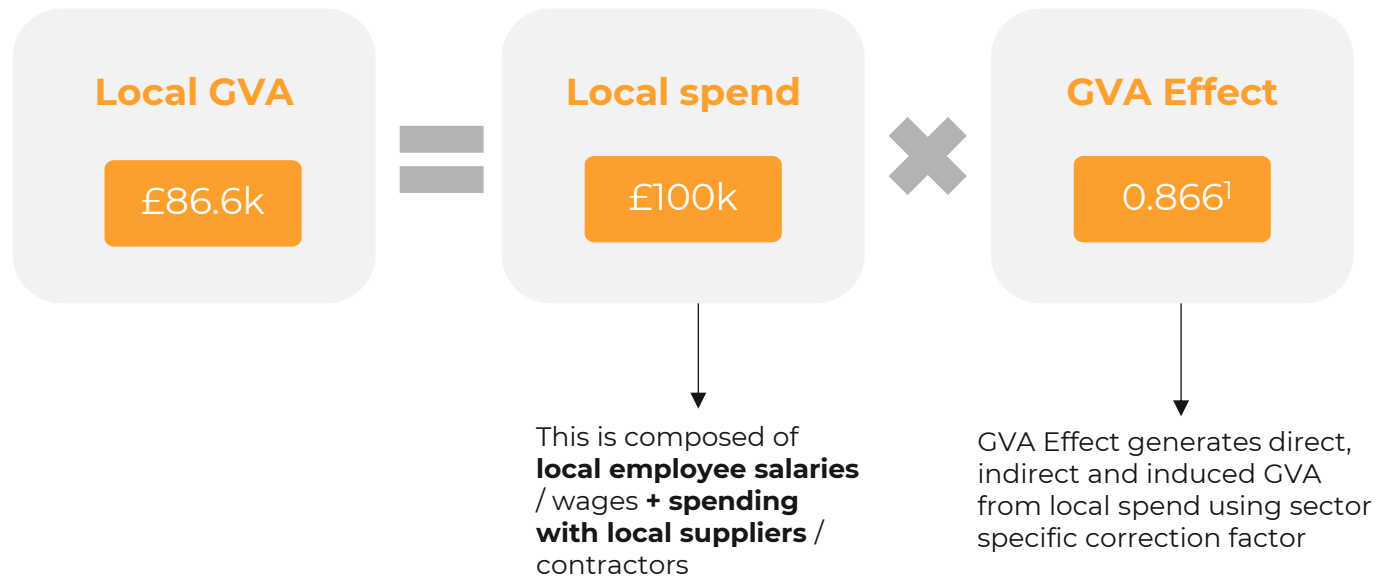 Local GVA
£86.6k
Local spend
£100k
GVA Effect
0.866¹
This is composed of
local employee salaries
/ wages + spending
with local suppliers /
contractors
GVA Effect generates direct,
indirect and induced GVA
from local spend using sector
specific correction factor